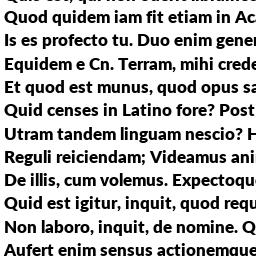 Quod quidem iam fit etiam in Ac
Is es profecto tu. Duo enim gener
Equidem e Cn. Terram, mihi crede
Et quod est munus, quod opus sa
Quid censes in Latino fore? Post
Utram tandem linguam nescio? H
Reguli reiciendam; Videamus ani
De illis, cum volemus. Expectoqu
Quid est igitur, inquit, quod requ
Non laboro, inquit, de nomine. Q
Aufert enim sensus actionemque